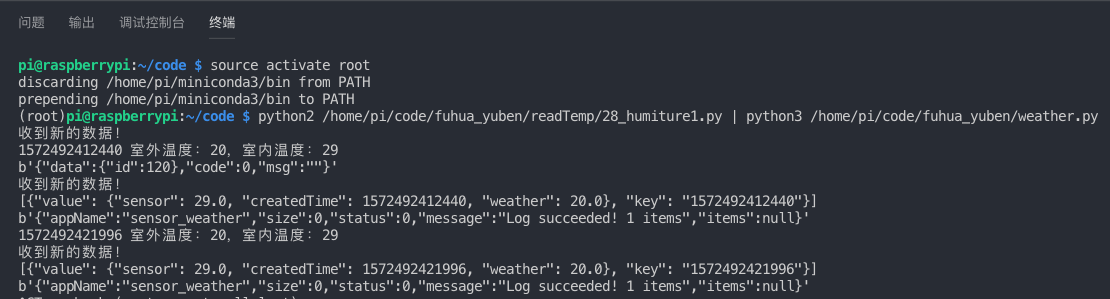 问题 输出 调试控制台 终端
pi@raspberrypi:~/code $ source activate root
discarding /home/pi/miniconda3/bin from PATH
prepending /home/pi/miniconda3/bin to PATH
(root)pi@raspberrypi:~/code $ python2 /home/pi/code/fuhua_yuben/readTemp/28_humiture1.py | python3 /home/pi/code/fuhua_yuben/weather.py
收到新的数据!
1572492412440 室外温度: 20, 室内温度: 29
b'{"data":{"id":120},"code":0,"msg":""}'
收到新的数据!
[{"value": {"sensor": 29.0, "createdTime": 1572492412440, "weather": 20.0}, "key": "1572492412440"}]
b'{"appName":"sensor_weather","size":0,"status":0,"message":"Log succeeded! 1 items","items":null}'
1572492421996 室外温度: 20, 室内温度: 29
收到新的数据!
[{"value": {"sensor": 29.0, "createdTime": 1572492421996, "weather": 20.0}, "key": "1572492421996"}]
b'{"appName":"sensor_weather","size":0,"status":0,"message":"Log succeeded! 1 items","items":null}'